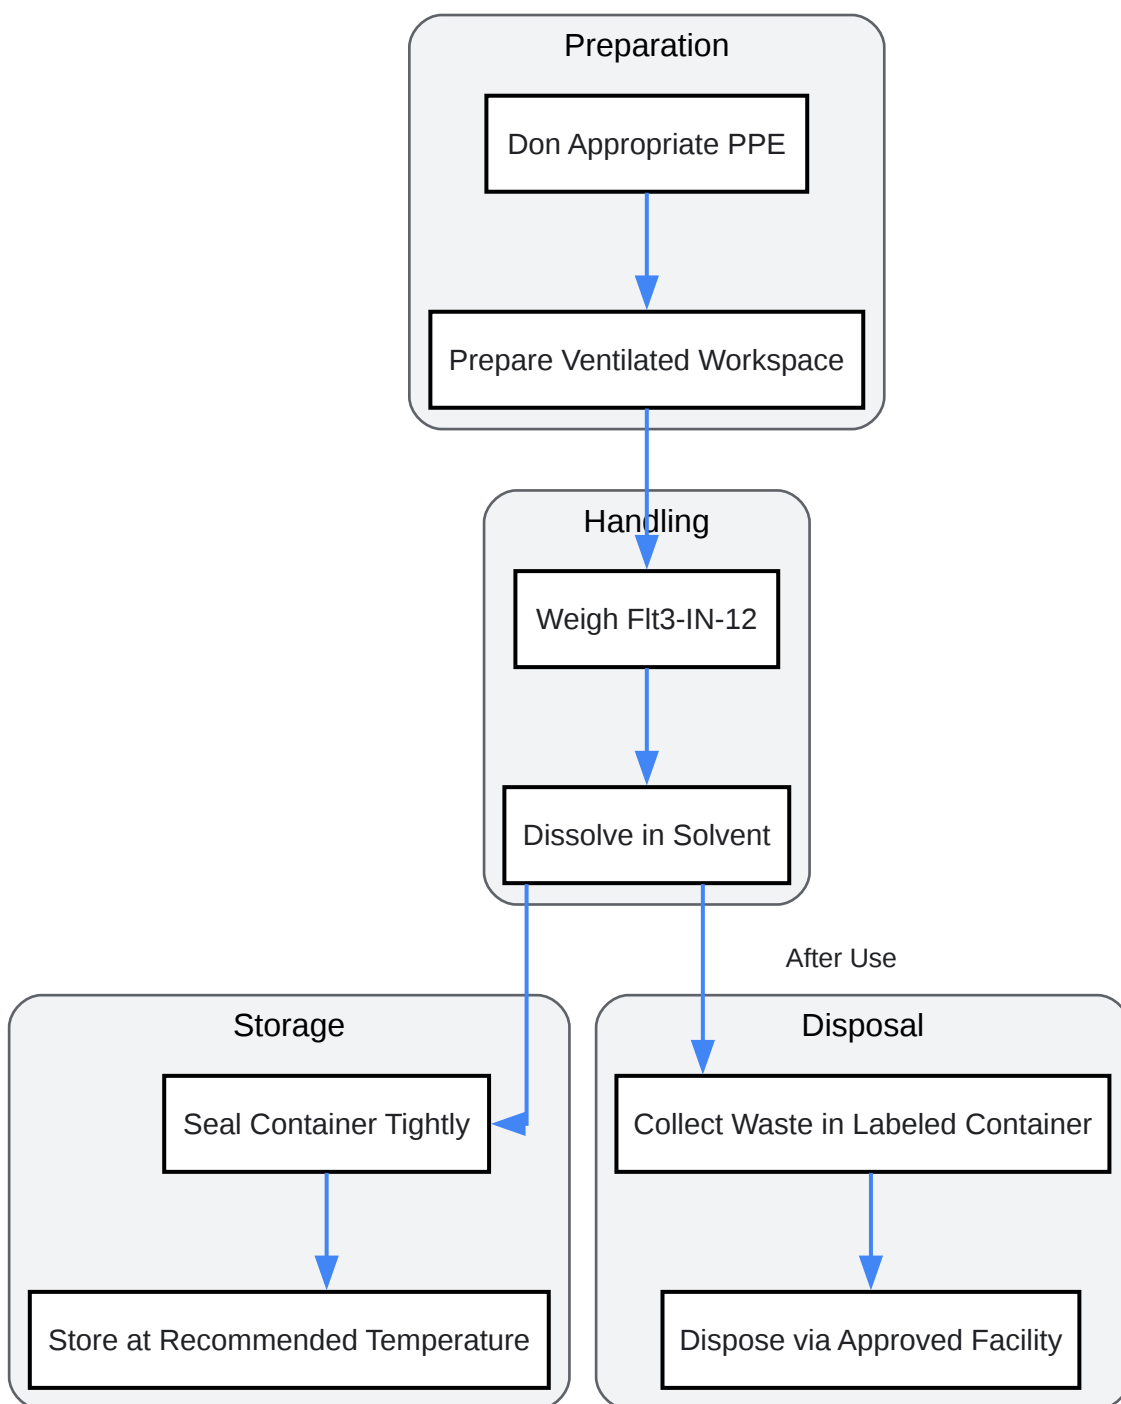 Preparation
Don Appropriate PPE
Prepare Ventilated Workspace
Handling
Weigh Flt3-IN-12
Dissolve in Solvent
After Use
Storage
Seal Container Tightly
Store at Recommended Temperature
Disposal
Collect Waste in Labeled Container
Dispose via Approved Facility